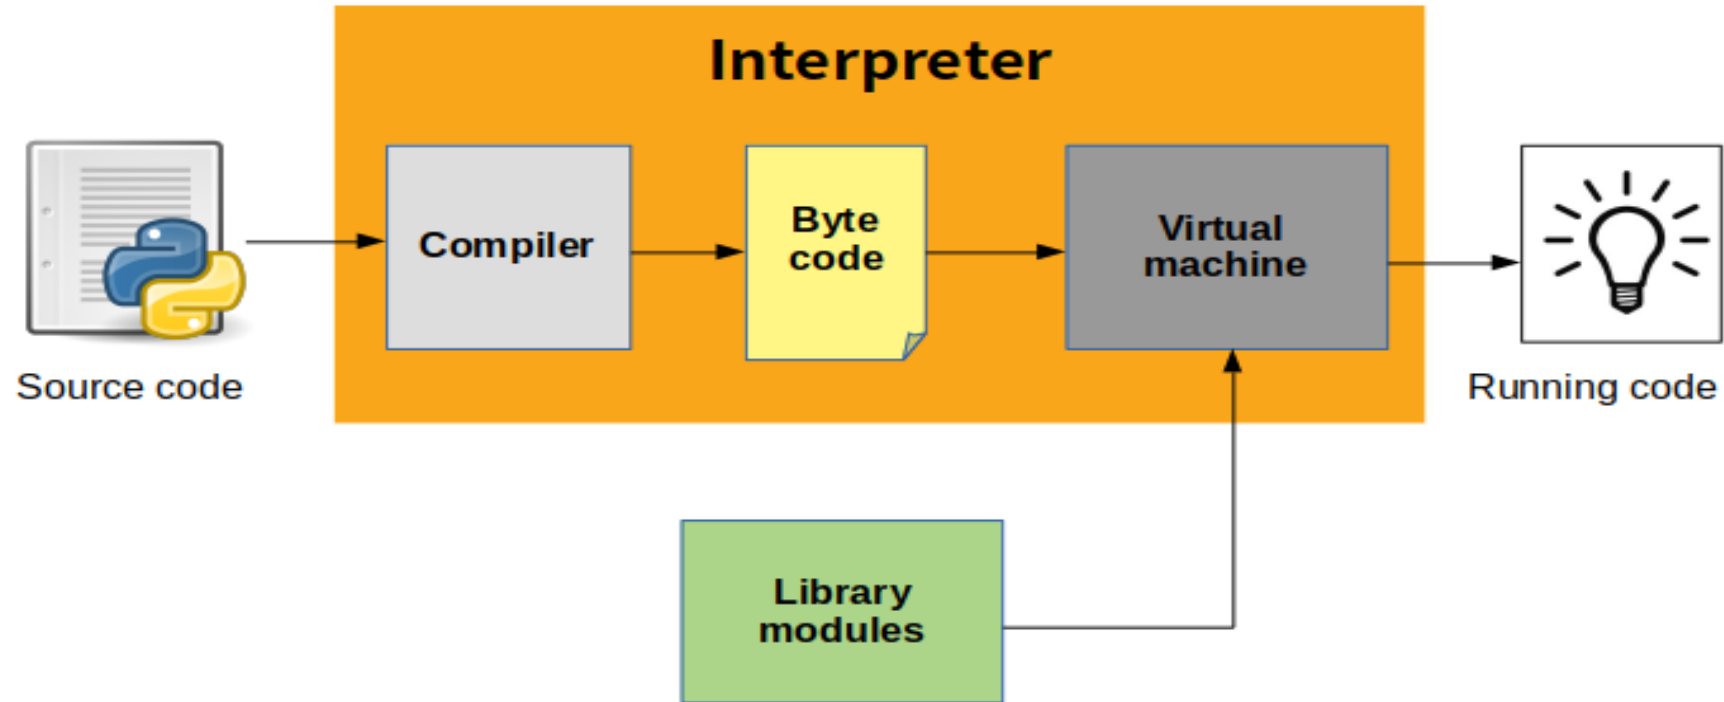 Interpreter
Source code
Compiler
Byte
code
Virtual
machine
Running code
Library
modules